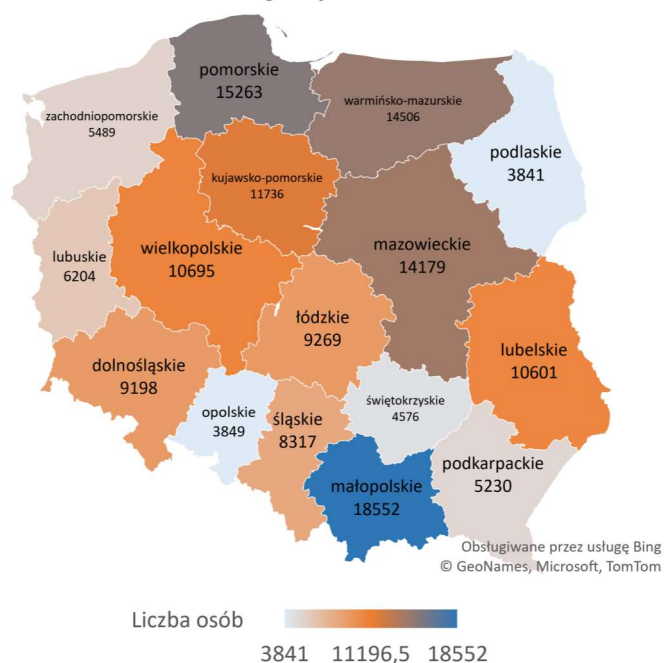 pomorskie
15263
warmińsko-mazurskie
14506
zachodniopomorskie
5489
podlaskie
3841
kujawsko-pomorskie
11736
mazowieckie
14179
wielkopolskie
10695
lubuskie
6204
łódzkie
9269
lubelskie
10601
dolnośląskie
9198
opolskie
3849
śląskie
8317
świętokrzyskie
4576
podkarpackie
5230
małopolskie
18552
Obsługiwane przez usługę Bing
© GeoNames, Microsoft, TomTom
Liczba osób
3841 11196,5 18552